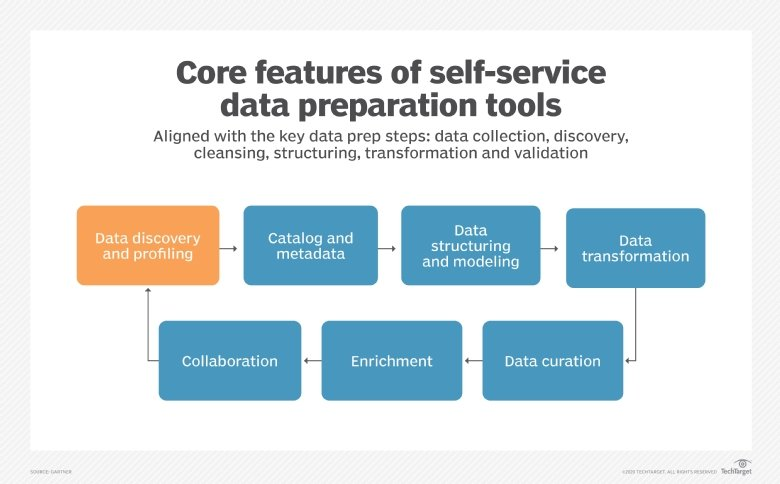 Core features of self-service
data preparation tools
Aligned with the key data prep steps: data collection, discovery,
cleansing, structuring, transformation and validation
Data discovery
and profiling
Catalog and
metadata
Data
structuring
and modeling
Data
transformation
Collaboration
Enrichment
Data curation
SOURCE: GARTNER
©2020 TECHTARGET. ALL RIGHTS RESERVED
TechTarget